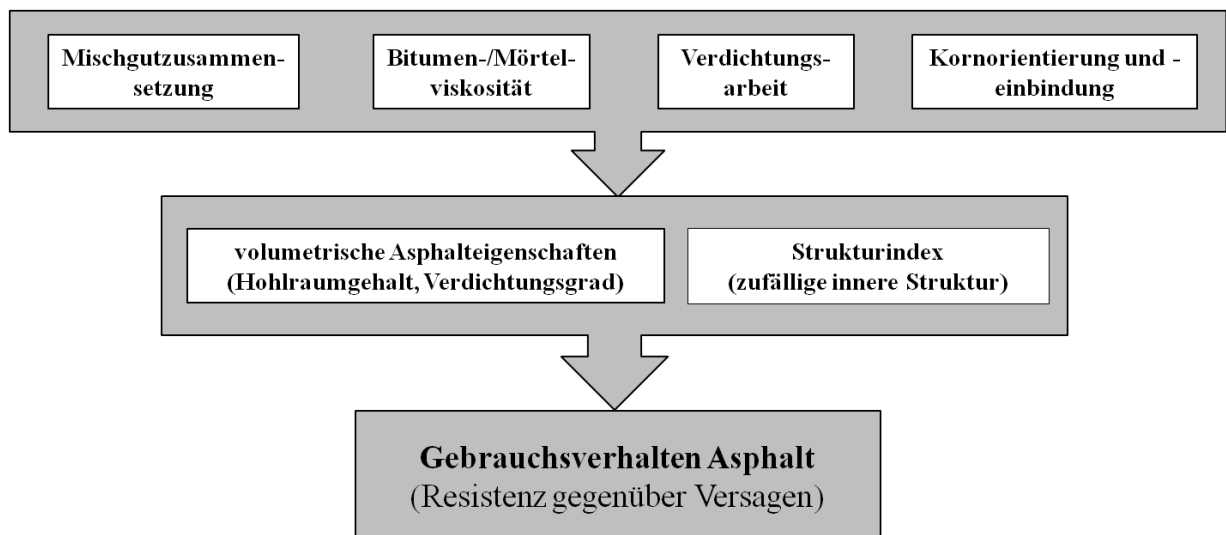 Mischgutzusammen-
setzung
Bitumen-/Mörtel-
viskosität
Verdichtungs-
arbeit
Kornorientierung und -
einbindung
volumetrische Asphalteigenschaften
(Hohlraumgehalt, Verdichtungsgrad)
Strukturindex
(zufällige innere Struktur)
Gebrauchsverhalten Asphalt
(Resistenz gegenüber Versagen)